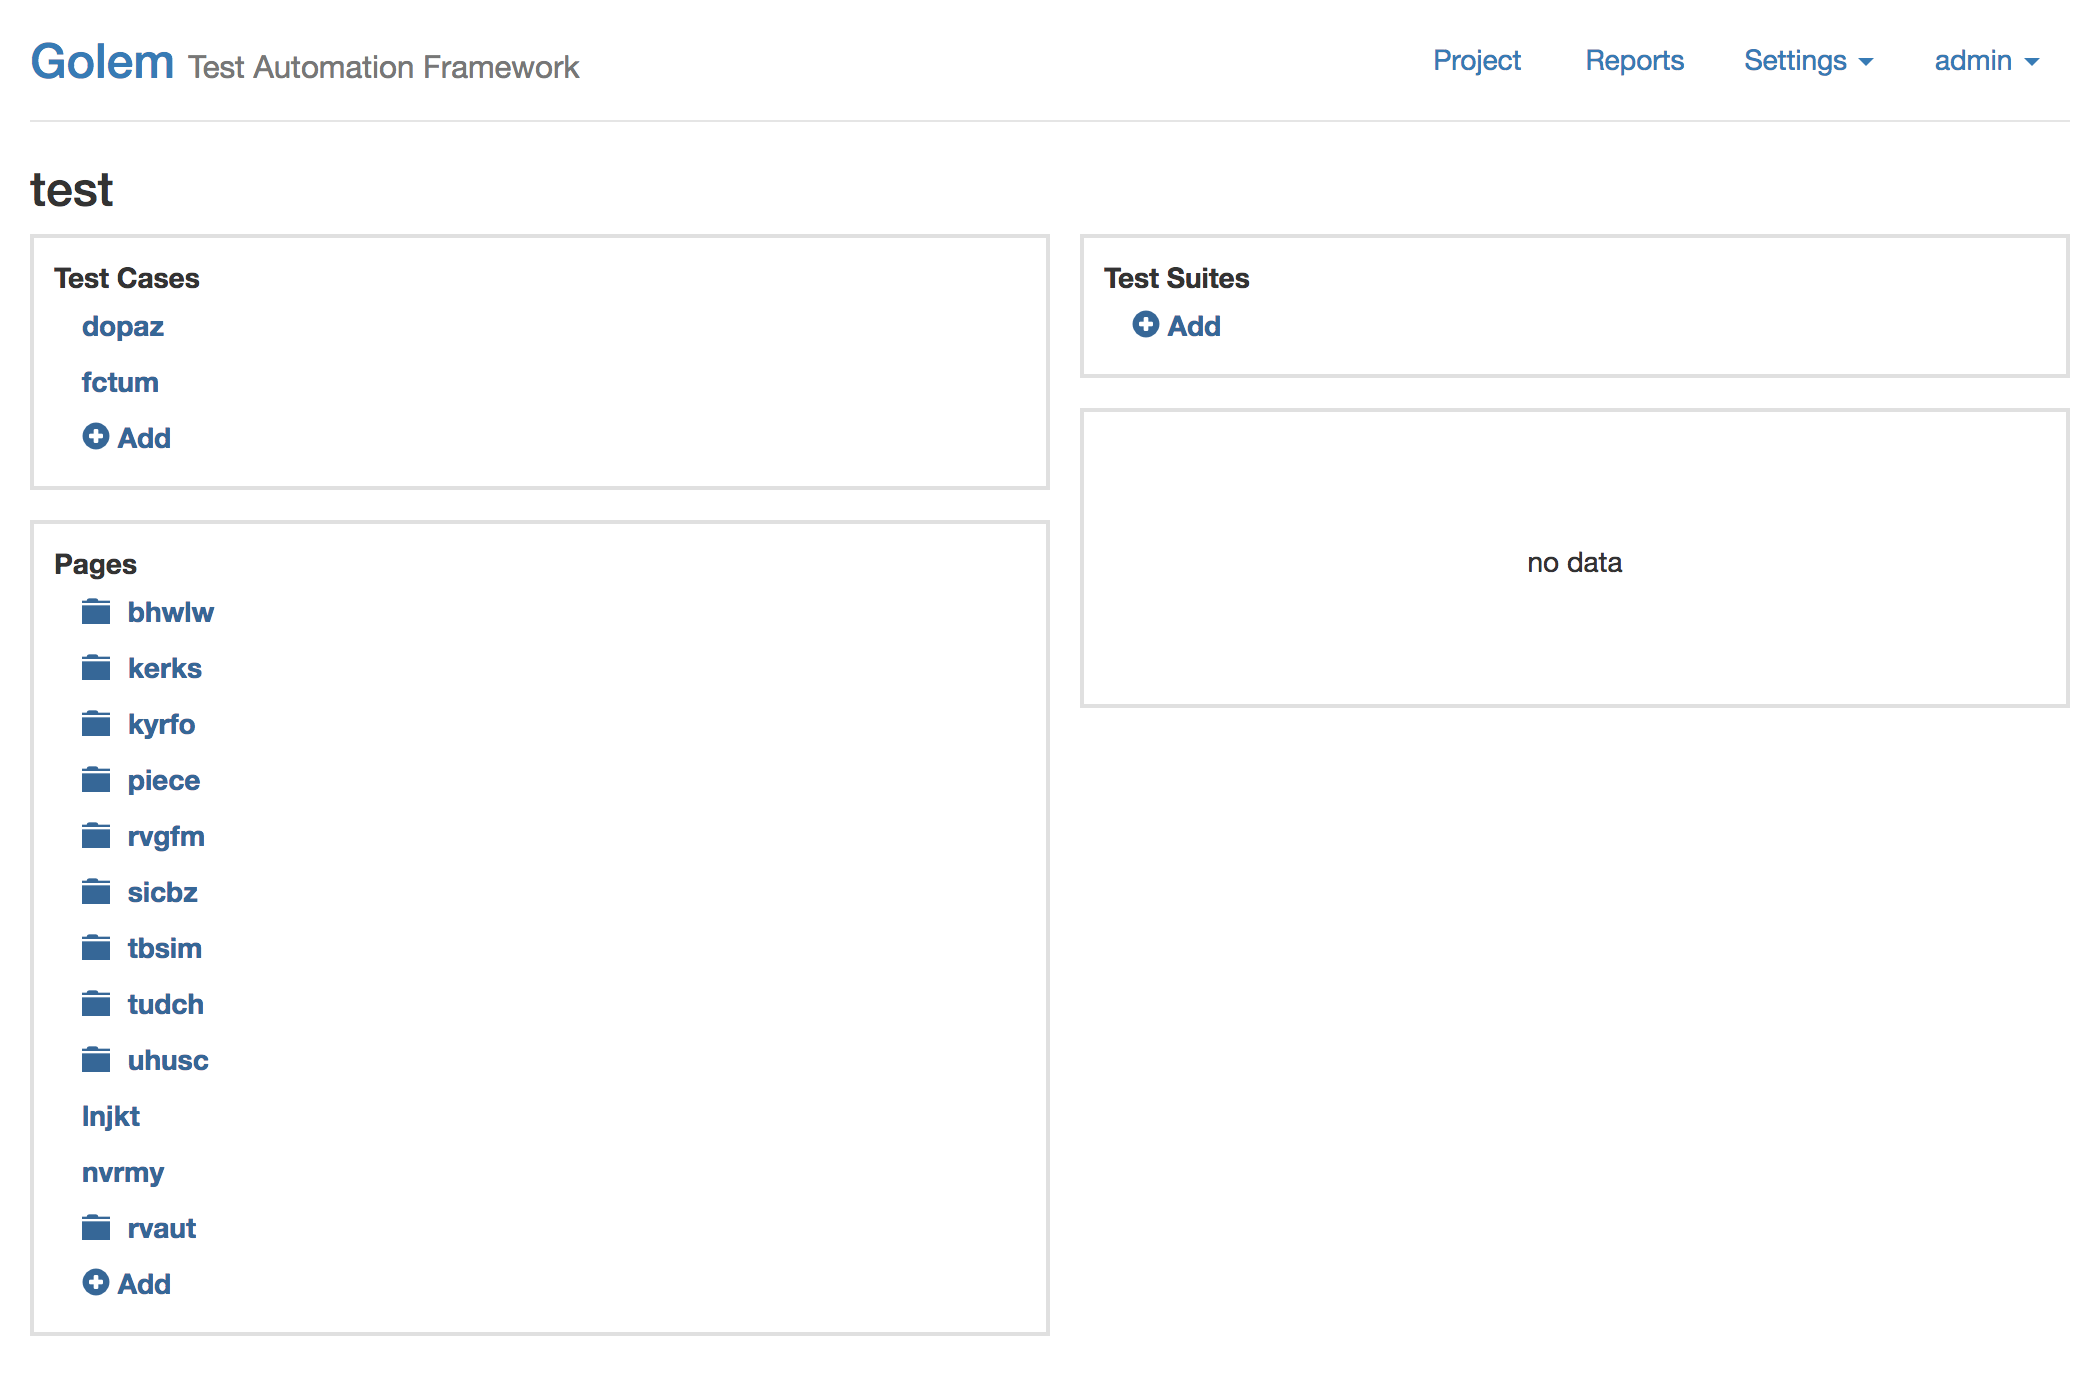 Golem Test Automation Framework
Project Reports Settings admin
test
Test Cases
dopaz
fctum
Add
Pages
bhwlw
kerks
kyrfo
piece
rvgfm
sicbz
tbsim
tudch
uhusc
lnjkt
nvrmy
rvaut
Add
Test Suites
Add
no data